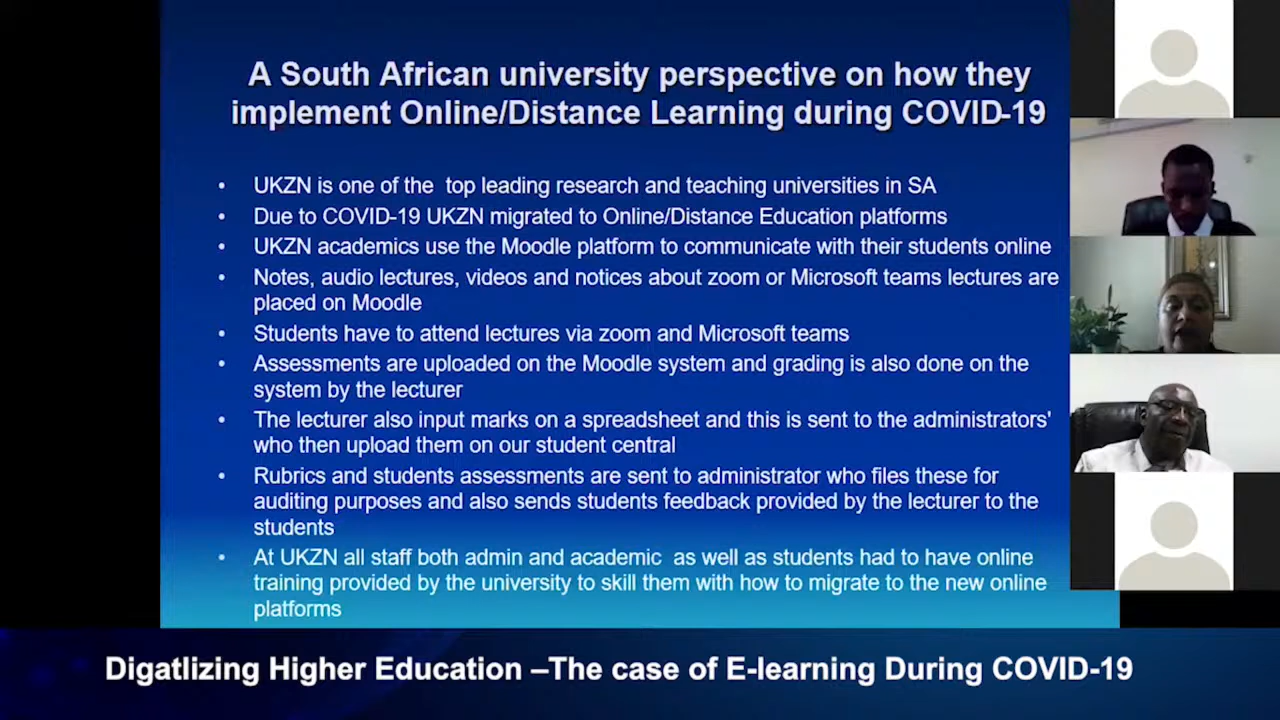 A South African university perspective on how they
implement Online/Distance Learning during COVID-19
• UKZN is one of the top leading research and teaching universities in SA
• Due to COVID-19 UKZN migrated to Online/Distance Education platforms
• UKZN academics use the Moodle platform to communicate with their students online
• Notes, audio lectures, videos and notices about zoom or Microsoft teams lectures are
placed on Moodle
• Students have to attend lectures via zoom and Microsoft teams
• Assessments are uploaded on the Moodle system and grading is also done on the
system by the lecturer
• The lecturer also input marks on a spreadsheet and this is sent to the administrators'
who then upload them on our student central
• Rubrics and students assessments are sent to administrator who files these for
auditing purposes and also sends students feedback provided by the lecturer to the
students
• At UKZN all staff both admin and academic as well as students had to have online
training provided by the university to skill them with how to migrate to the new online
platforms
Digatlizing Higher Education –The case of E-learning During COVID-19